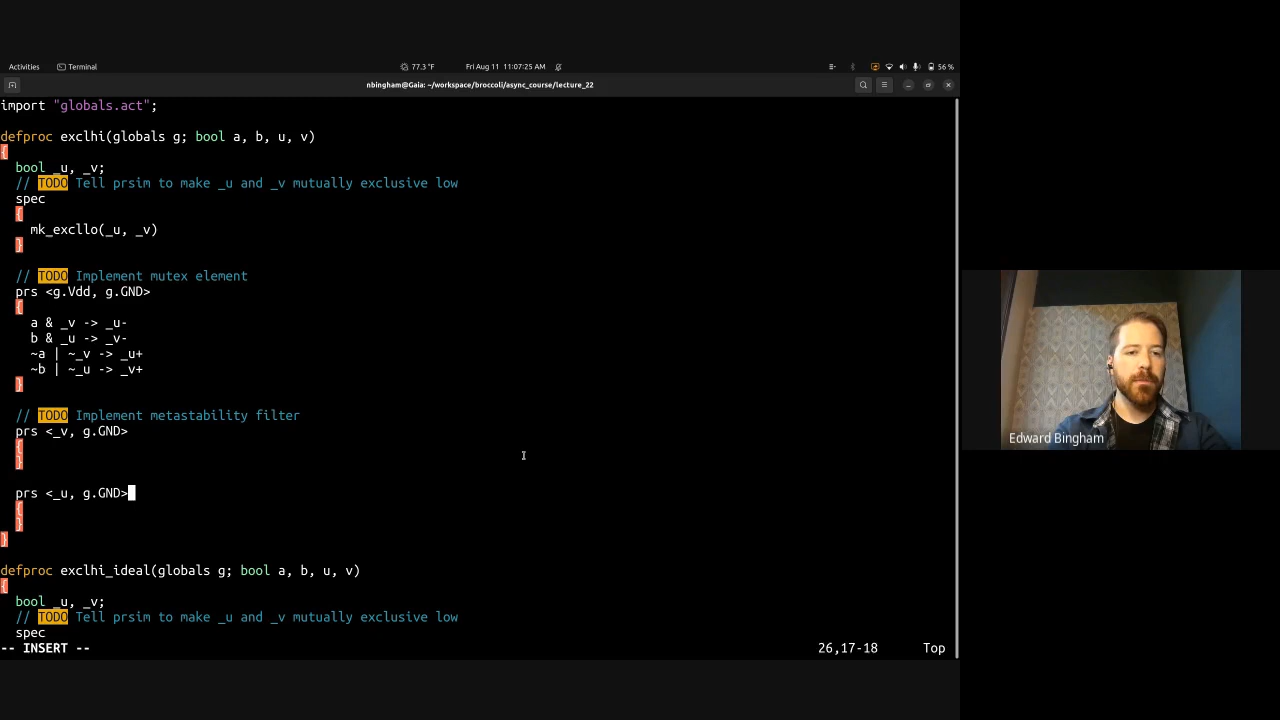 Activities Terminal 77.3 °F Fri Aug 11 11:07:25 AM 56 %
nbingham@Gaia: ~/workspace/broccoli/async_course/lecture_22
import "globals.act";
defproc exclhi(globals g; bool a, b, u, v)
{
bool _u, _v;
// TODO Tell prsim to make _u and _v mutually exclusive low
spec
{
mk_excllo(_u, _v)
}
// TODO Implement mutex element
prs <g.Vdd, g.GND>
{
a & _v -> _u-
b & _u -> _v-
~a | ~_v -> _u+
~b | ~_u -> _v+
}
// TODO Implement metastability filter
prs <_v, g.GND>
{
}
prs <_u, g.GND>
{
}
}
defproc exclhi_ideal(globals g; bool a, b, u, v)
{
bool _u, _v;
// TODO Tell prsim to make _u and _v mutually exclusive low
spec
-- INSERT -- 26,17-18 Top
Edward Bingham